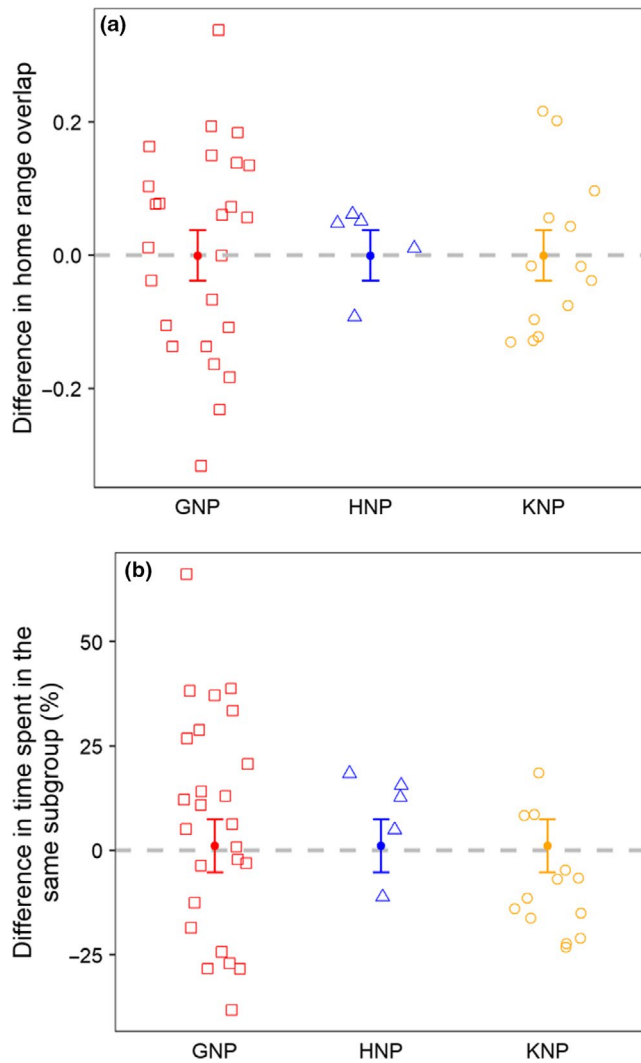 (a)
Difference in home range overlap
0.2
0.0
−0.2
GNP
HNP
KNP
(b)
Difference in time spent in the
same subgroup (%)
50
25
0
−25
GNP
HNP
KNP